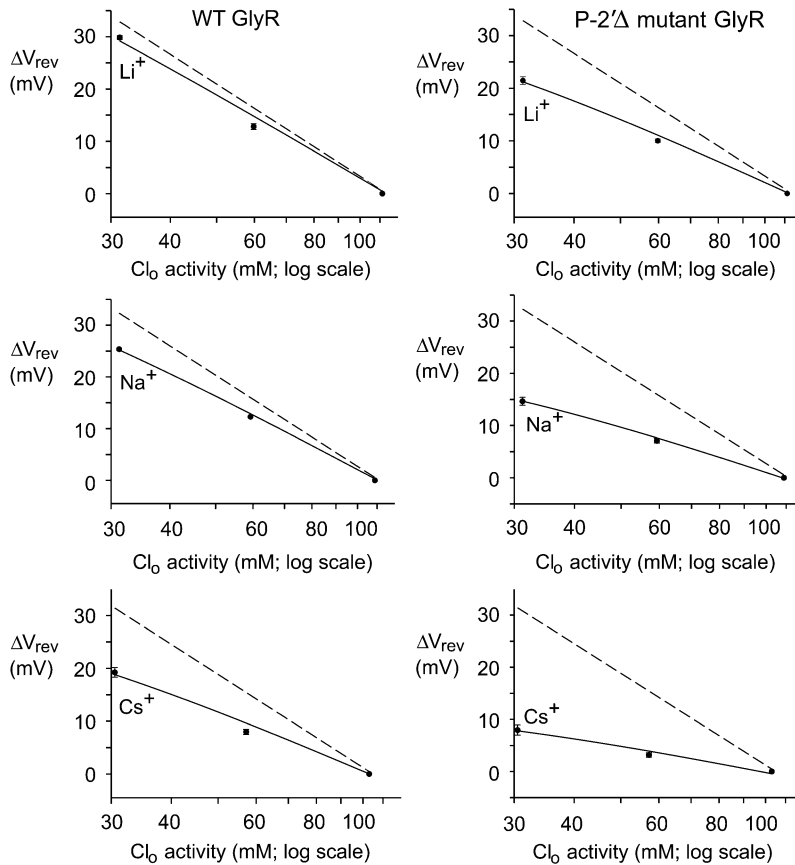 WT GlyR
P-2′Δ mutant GlyR
ΔVrev
(mV)
30
20
10
0
Li+
30 40 60 80 100
Clo activity (mM; log scale)
ΔVrev
(mV)
30
20
10
0
Li+
30 40 60 80 100
Clo activity (mM; log scale)
ΔVrev
(mV)
30
20
10
0
Na+
30 40 60 80 100
Clo activity (mM; log scale)
ΔVrev
(mV)
30
20
10
0
Na+
30 40 60 80 100
Clo activity (mM; log scale)
ΔVrev
(mV)
30
20
10
0
Cs+
30 40 60 80 100
Clo activity (mM; log scale)
ΔVrev
(mV)
30
20
10
0
Cs+
30 40 60 80 100
Clo activity (mM; log scale)